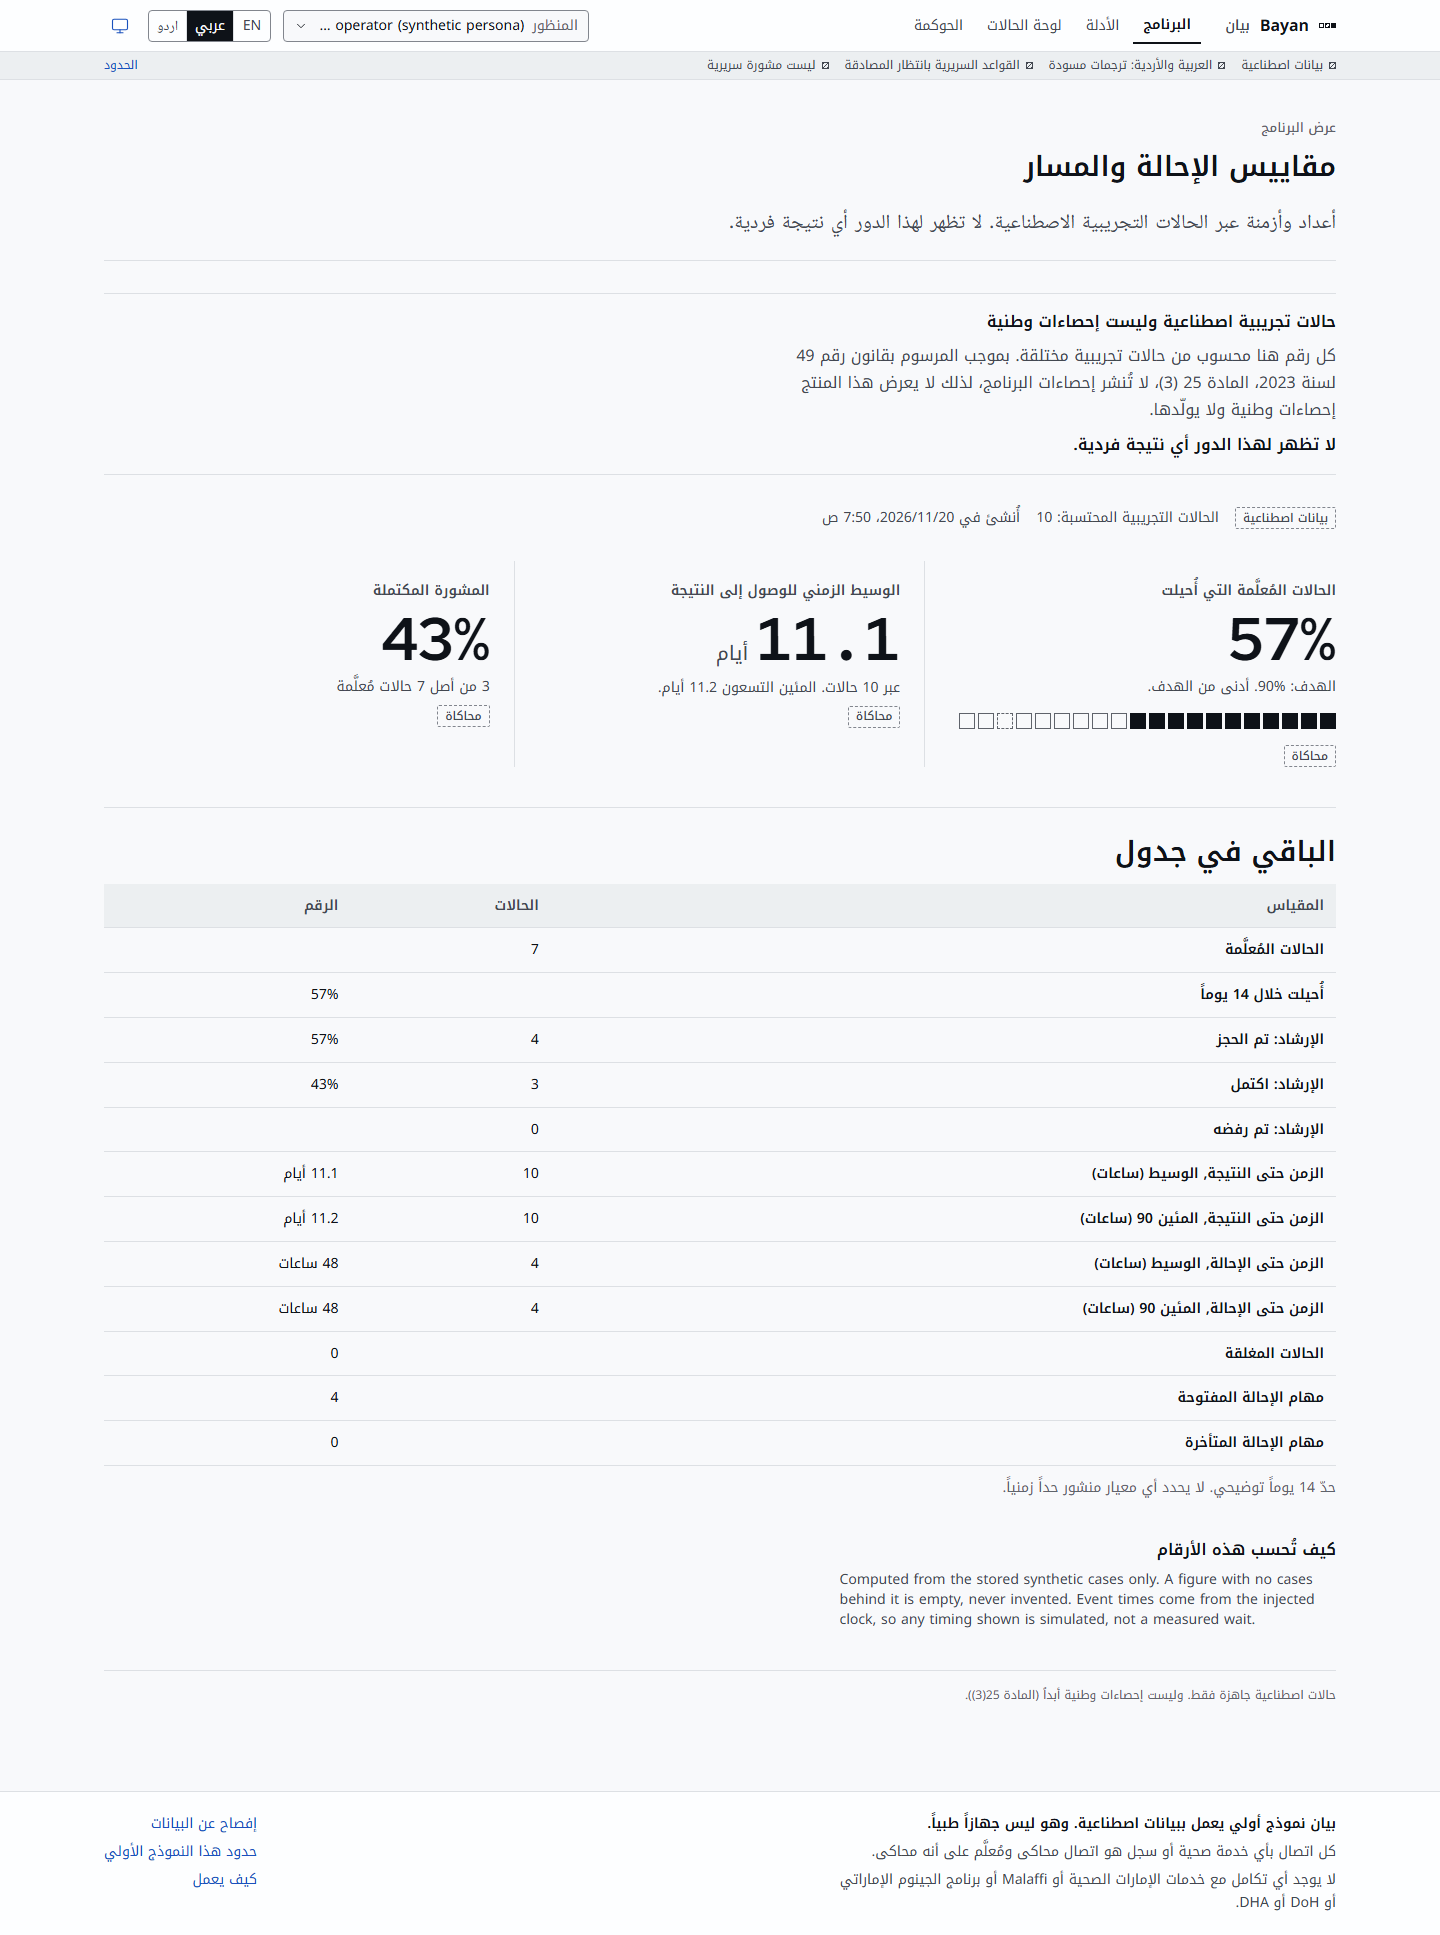 Bayan بيان
البرنامج
الأدلة
لوحة الحالات
الحوكمة
المنظور operator (synthetic persona) ...
EN
عربي
اردو
بيانات اصطناعية
العربية والأردية: ترجمات مسودة
القواعد السريرية بانتظار المصادقة
ليست مشورة سريرية
الحدود
عرض البرنامج
مقاييس الإحالة والمسار
أعداد وأزمنة عبر الحالات التجريبية الاصطناعية. لا تظهر لهذا الدور أي نتيجة فردية.
حالات تجريبية اصطناعية وليست إحصاءات وطنية
كل رقم هنا محسوب من حالات تجريبية مختلقة. بموجب المرسوم بقانون رقم 49
لسنة 2023، المادة 25 (3)، لا تُنشر إحصاءات البرنامج، لذلك لا يعرض هذا المنتج
إحصاءات وطنية ولا يولّدها.
لا تظهر لهذا الدور أي نتيجة فردية.
بيانات اصطناعية
الحالات التجريبية المحتسبة: 10
أُنشئ في 2026/11/20، 7:50 ص
الحالات المُعلَّمة التي أُحيلت
57%
الهدف: 90%. أدنى من الهدف.
محاكاة
الوسيط الزمني للوصول إلى النتيجة
11.1 أيام
عبر 10 حالات. المئين التسعون 11.2 أيام.
محاكاة
المشورة المكتملة
43%
3 من أصل 7 حالات مُعلَّمة
محاكاة
الباقي في جدول
المقياس الحالات الرقم
الحالات المُعلَّمة 7
أُحيلت خلال 14 يوماً 57%
الإرشاد: تم الحجز 4 57%
الإرشاد: اكتمل 3 43%
الإرشاد: تم رفضه 0
الزمن حتى النتيجة, الوسيط (ساعات) 10 11.1 أيام
الزمن حتى النتيجة, المئين 90 (ساعات) 10 11.2 أيام
الزمن حتى الإحالة, الوسيط (ساعات) 4 48 ساعات
الزمن حتى الإحالة, المئين 90 (ساعات) 4 48 ساعات
الحالات المغلقة 0
مهام الإحالة المفتوحة 4
مهام الإحالة المتأخرة 0
حدّ 14 يوماً توضيحي. لا يحدد أي معيار منشور حداً زمنياً.
كيف تُحسب هذه الأرقام
Computed from the stored synthetic cases only. A figure with no cases
behind it is empty, never invented. Event times come from the injected
clock, so any timing shown is simulated, not a measured wait.
حالات اصطناعية جاهزة فقط. وليست إحصاءات وطنية أبداً (المادة 25(3)).
بيان نموذج أولي يعمل ببيانات اصطناعية. وهو ليس جهازاً طبياً.
كل اتصال بأي خدمة صحية أو سجل هو اتصال محاكى ومُعلَّم على أنه محاكى.
لا يوجد أي تكامل مع خدمات الإمارات الصحية أو Malaffi أو برنامج الجينوم الإماراتي
أو DoH أو DHA.
إفصاح عن البيانات
حدود هذا النموذج الأولي
كيف يعمل